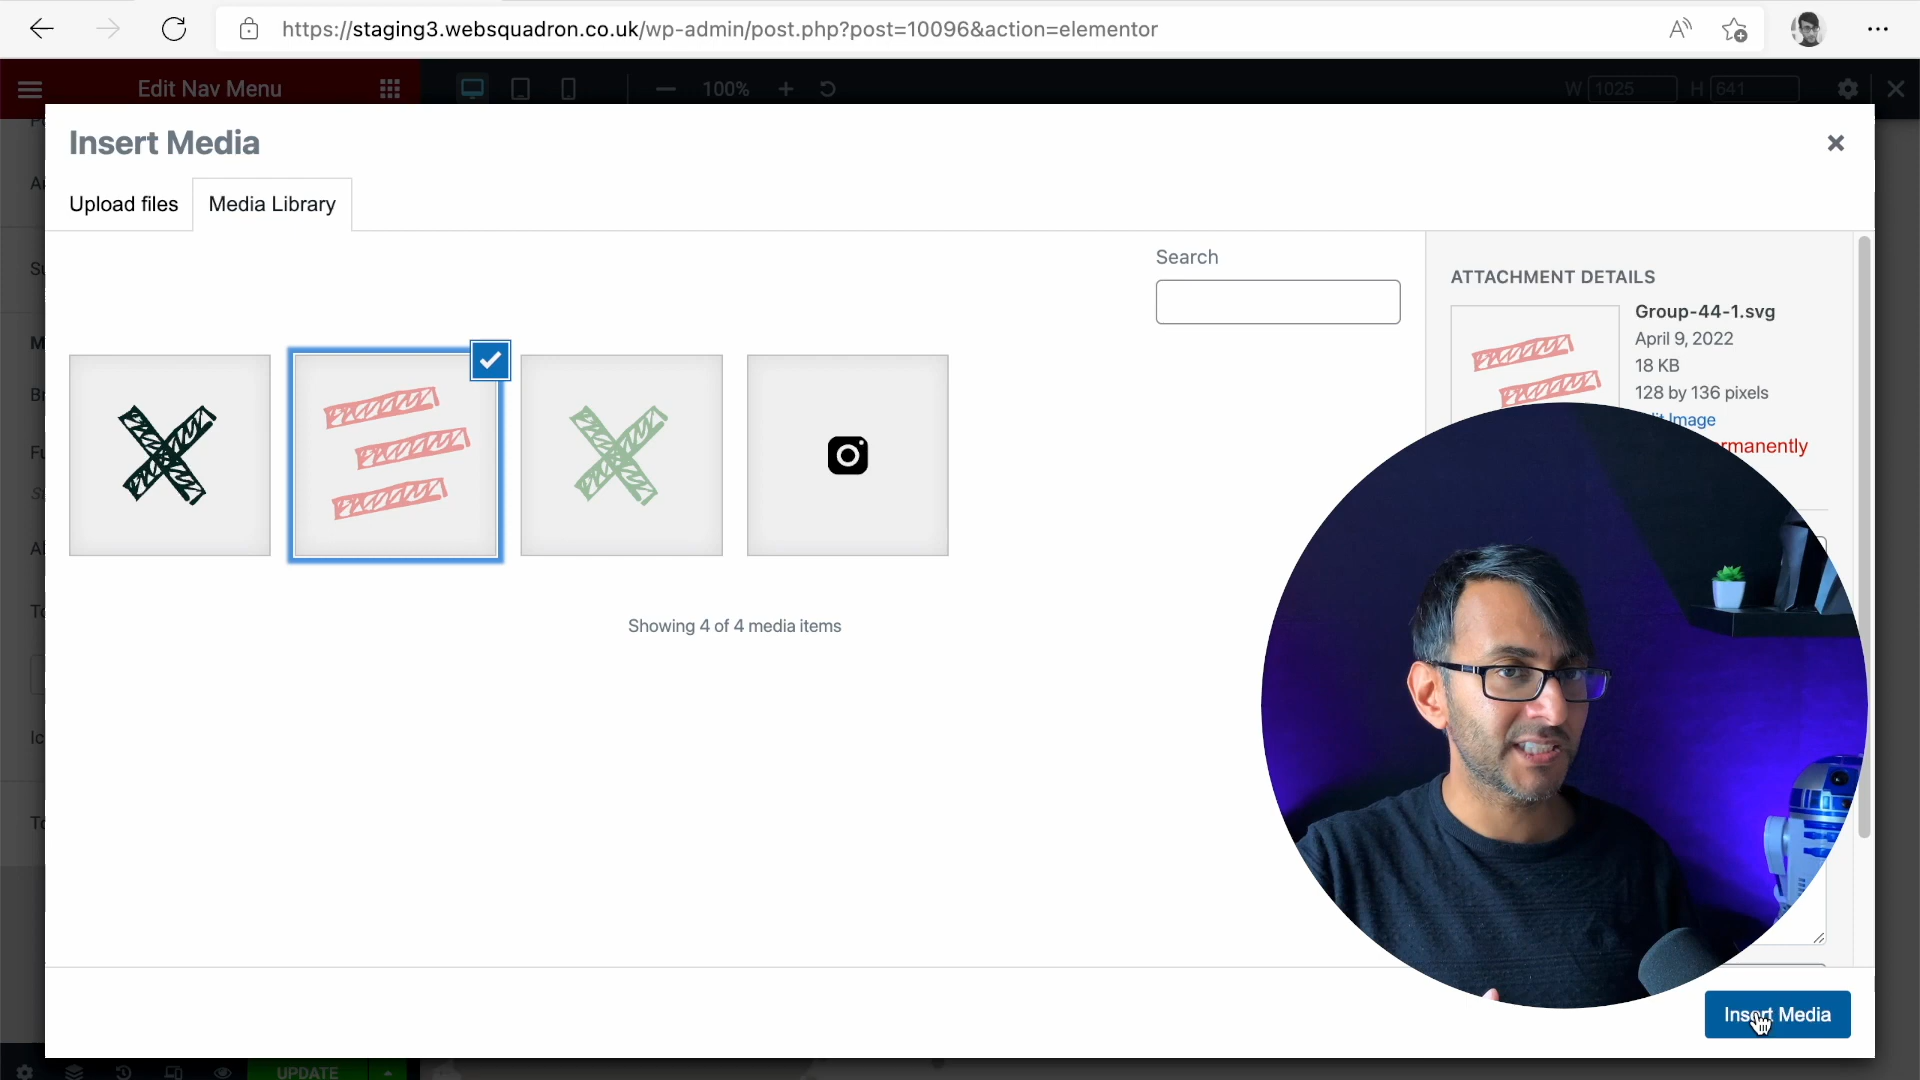 https://staging3.websquadron.co.uk/wp-admin/post.php?post=10096&action=elementor
Edit Nav Menu
100%
W 1025 H 641
Insert Media
Upload files
Media Library
Search
ATTACHMENT DETAILS
Group-44-1.svg
April 9, 2022
18 KB
128 by 136 pixels
Image
rmanently
Showing 4 of 4 media items
Insert Media
UPDATE